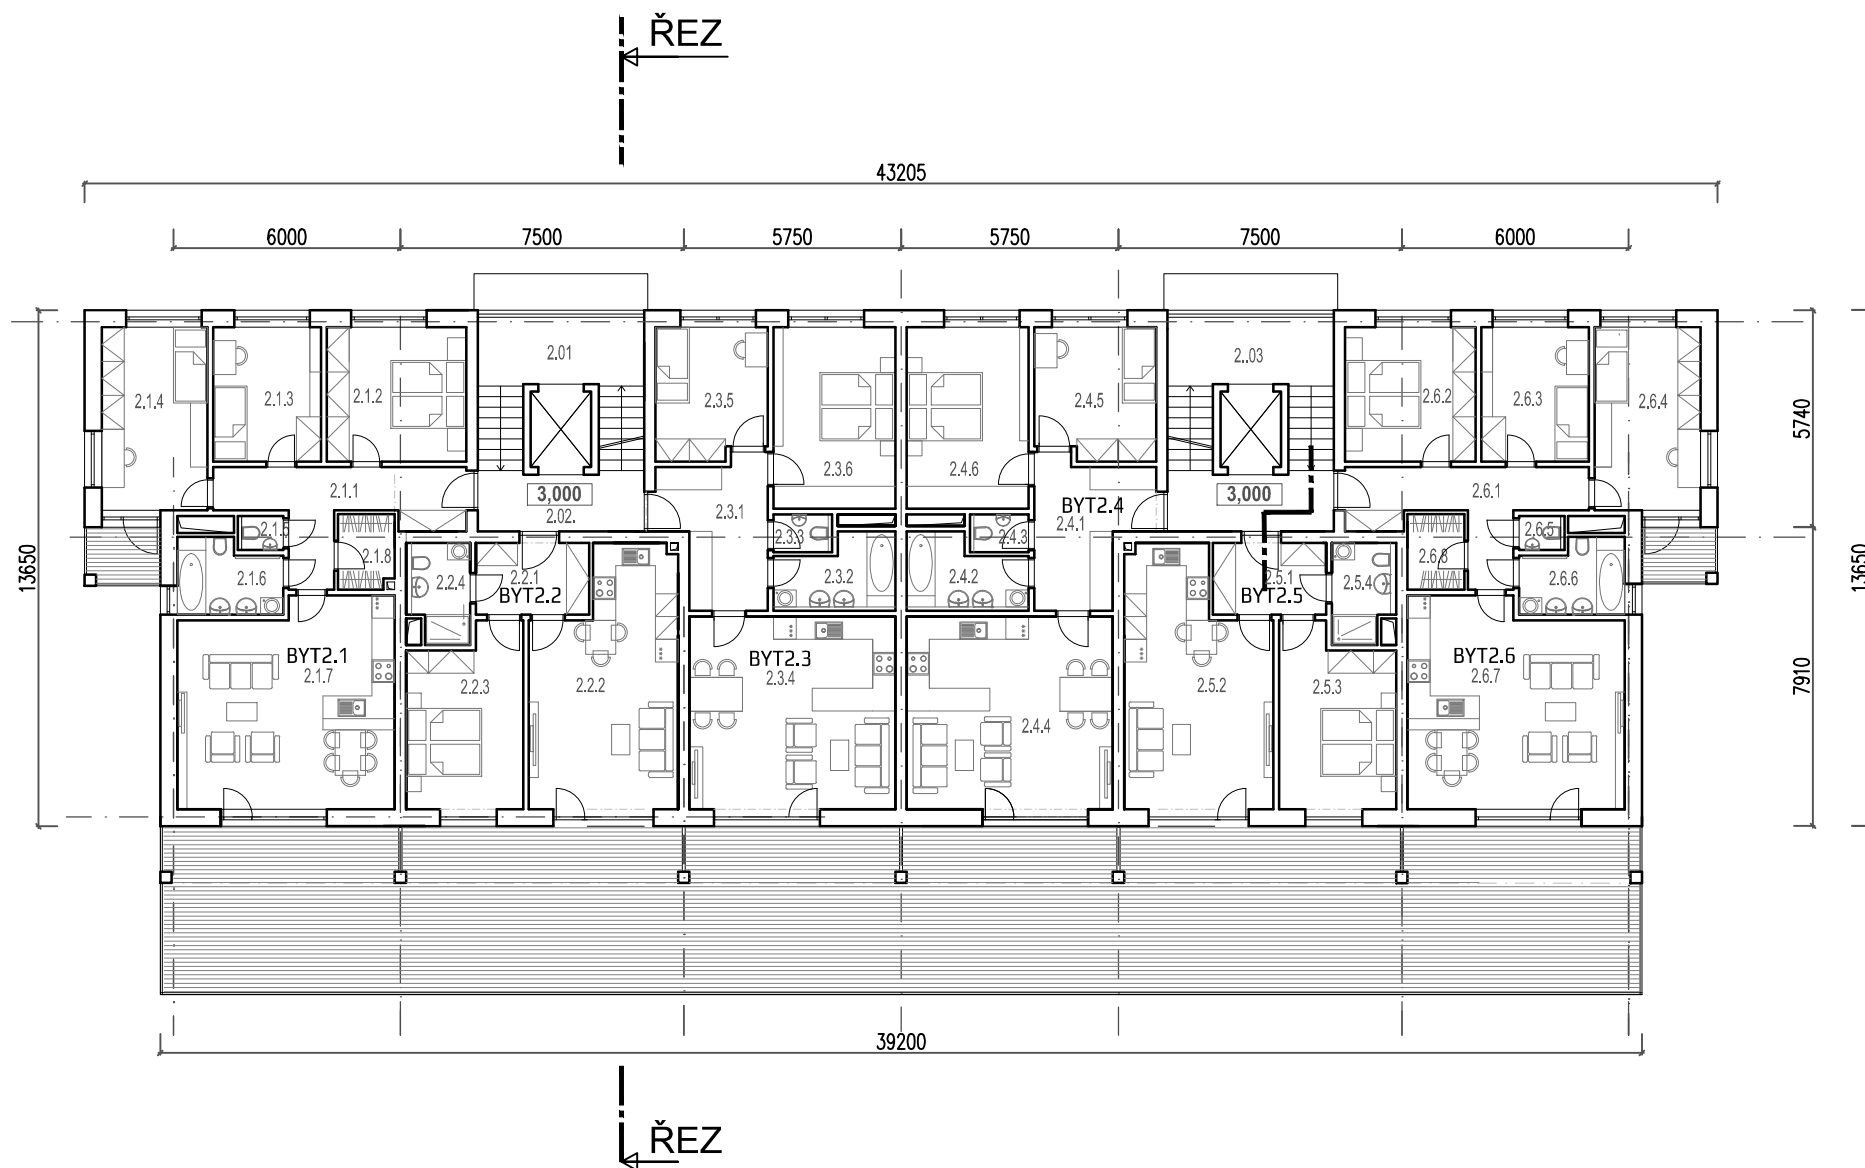 ŘEZ
43205
6000 7500 5750 5750 7500 6000
2.01 2..03
2.1.4 2.1.3 2.1.2 2.3.5 2.4.5 2.6.2 2.6.3 2.6.4
5740
2.3.6 2.4.6
2.1.1 3,000 3,000 2.6.1
2.02. 2.3.1 BYT2.4
2.4.1
2.1.5 2.3.3 2.4.3 2.6.5
2.1.8 2.6.8
13650 2.1.6 2.2.4 2.2.1 2.3.2 2.4.2 2.5.1 2.5.4 2.6.6 13650
BYT2.2 BYT2.5
BYT2.1 BYT2.3 BYT2.6
2.1.7 2.2.3 2.2.2 2.3.4 2.5.2 2.5.3 2.6.7
7910
2.4.4
39200
ŘEZ